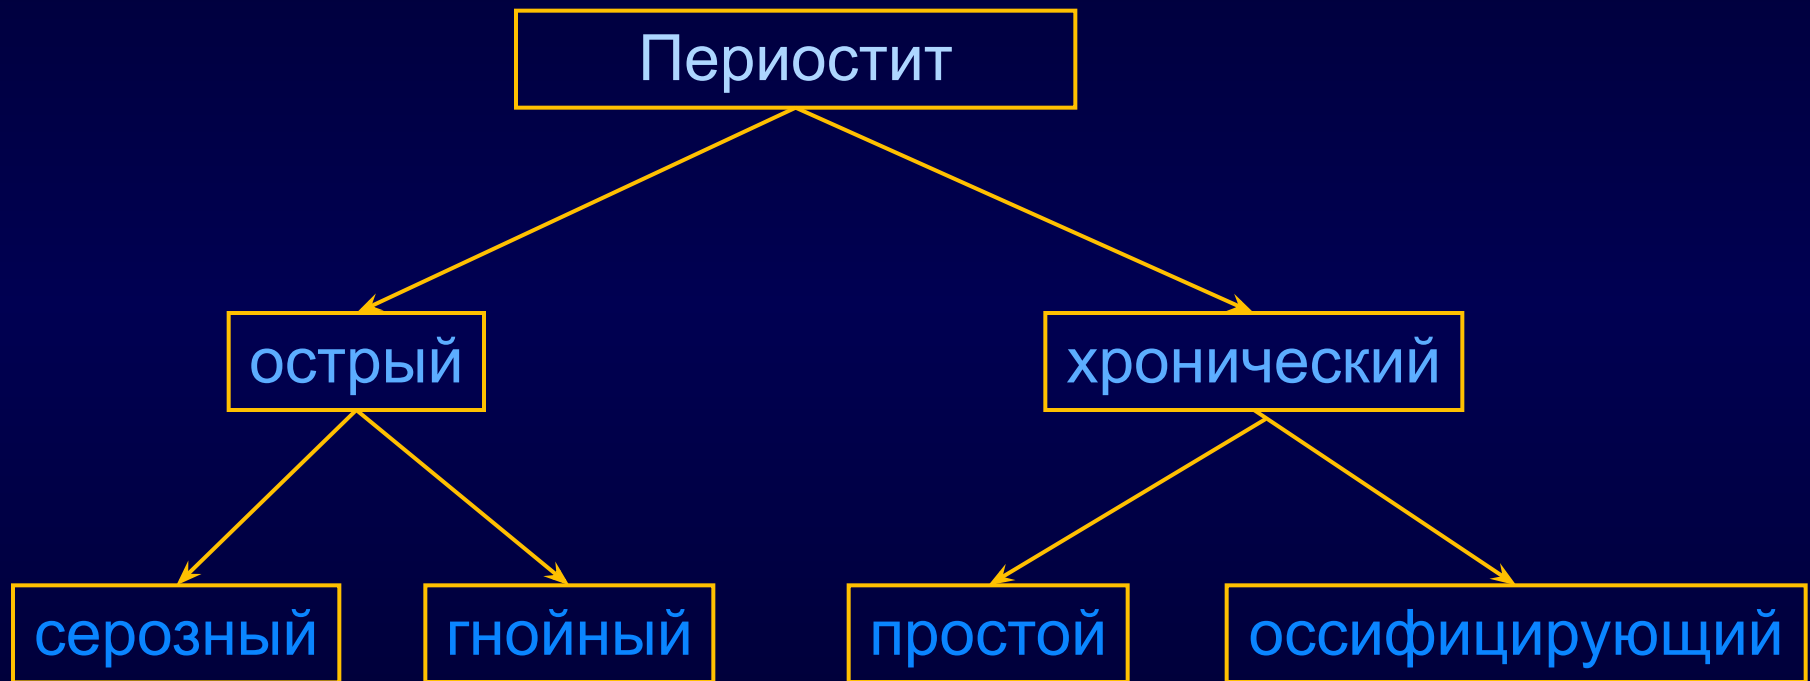 Периостит
острый
хронический
серозный
гнойный
простой
оссифицирующий